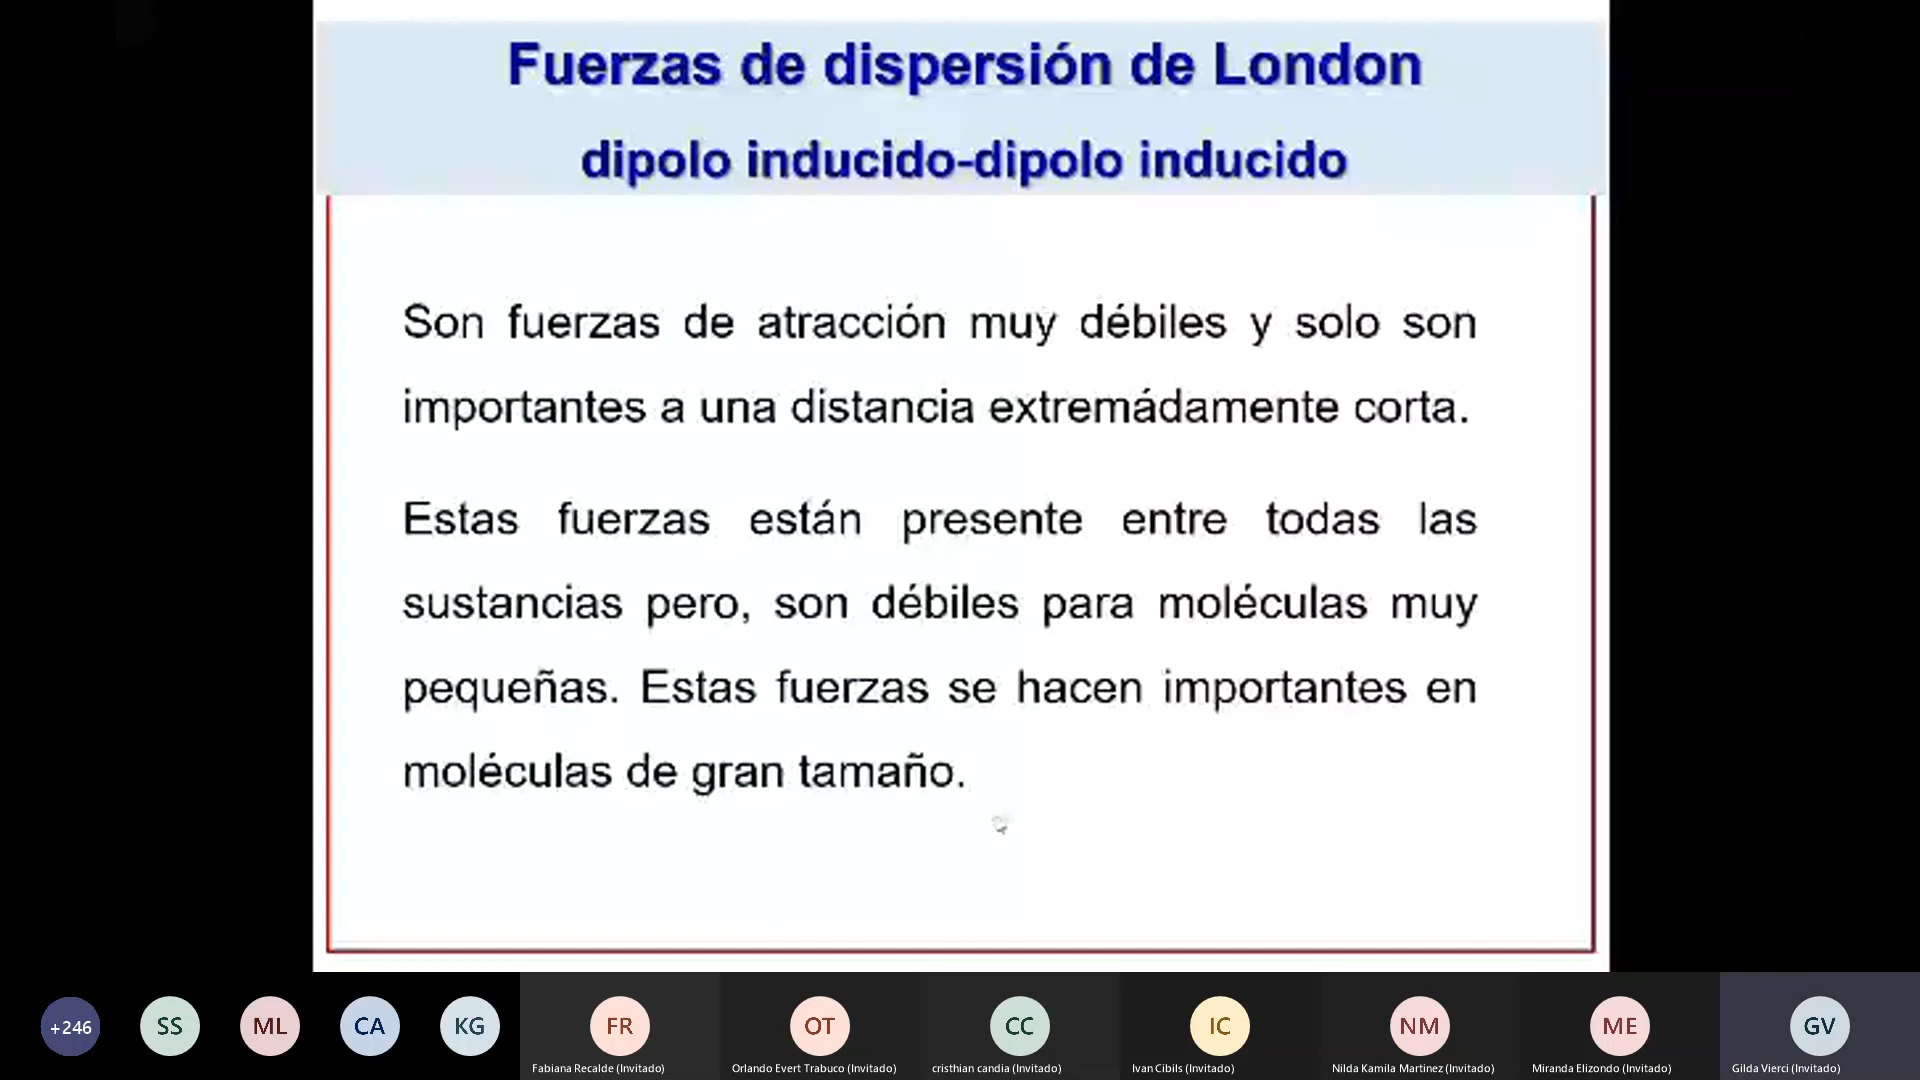 Fuerzas de dispersión de London
dipolo inducido-dipolo inducido
Son fuerzas de atracción muy débiles y solo son
importantes a una distancia extremádamente corta.
Estas fuerzas están presente entre todas las
sustancias pero, son débiles para moléculas muy
pequeñas. Estas fuerzas se hacen importantes en
moléculas de gran tamaño.
+246
SS
ML
CA
KG
FR
OT
CC
IC
NM
ME
GV
Fabiana Recalde (Invitado)
Orlando Evert Trabuco (Invitado)
cristhian candia (Invitado)
Ivan Cibils (Invitado)
Nilda Kamila Martinez (Invitado)
Miranda Elizondo (Invitado)
Gilda Vierci (Invitado)